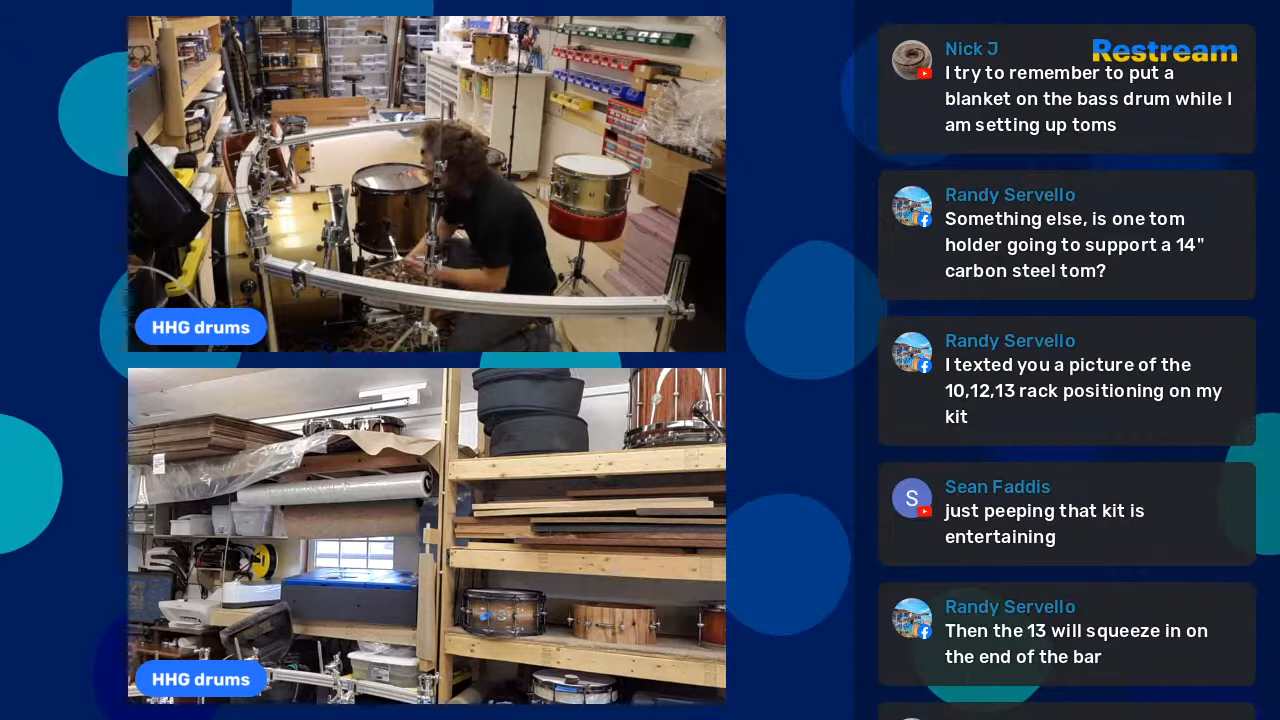 HHG drums
HHG drums
Restream
Nick J
I try to remember to put a
blanket on the bass drum while I
am setting up toms
Randy Servello
Something else, is one tom
holder going to support a 14"
carbon steel tom?
Randy Servello
I texted you a picture of the
10,12,13 rack positioning on my
kit
S
Sean Faddis
just peeping that kit is
entertaining
Randy Servello
Then the 13 will squeeze in on
the end of the bar